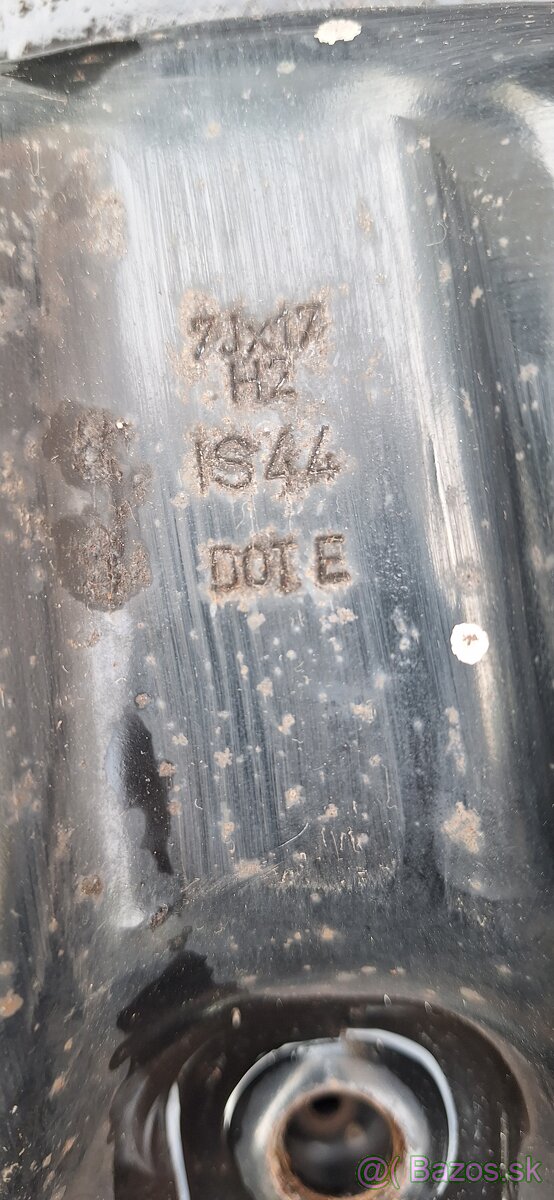 7Jx17
H2
IS44
DOT E
@( Bazos.sk